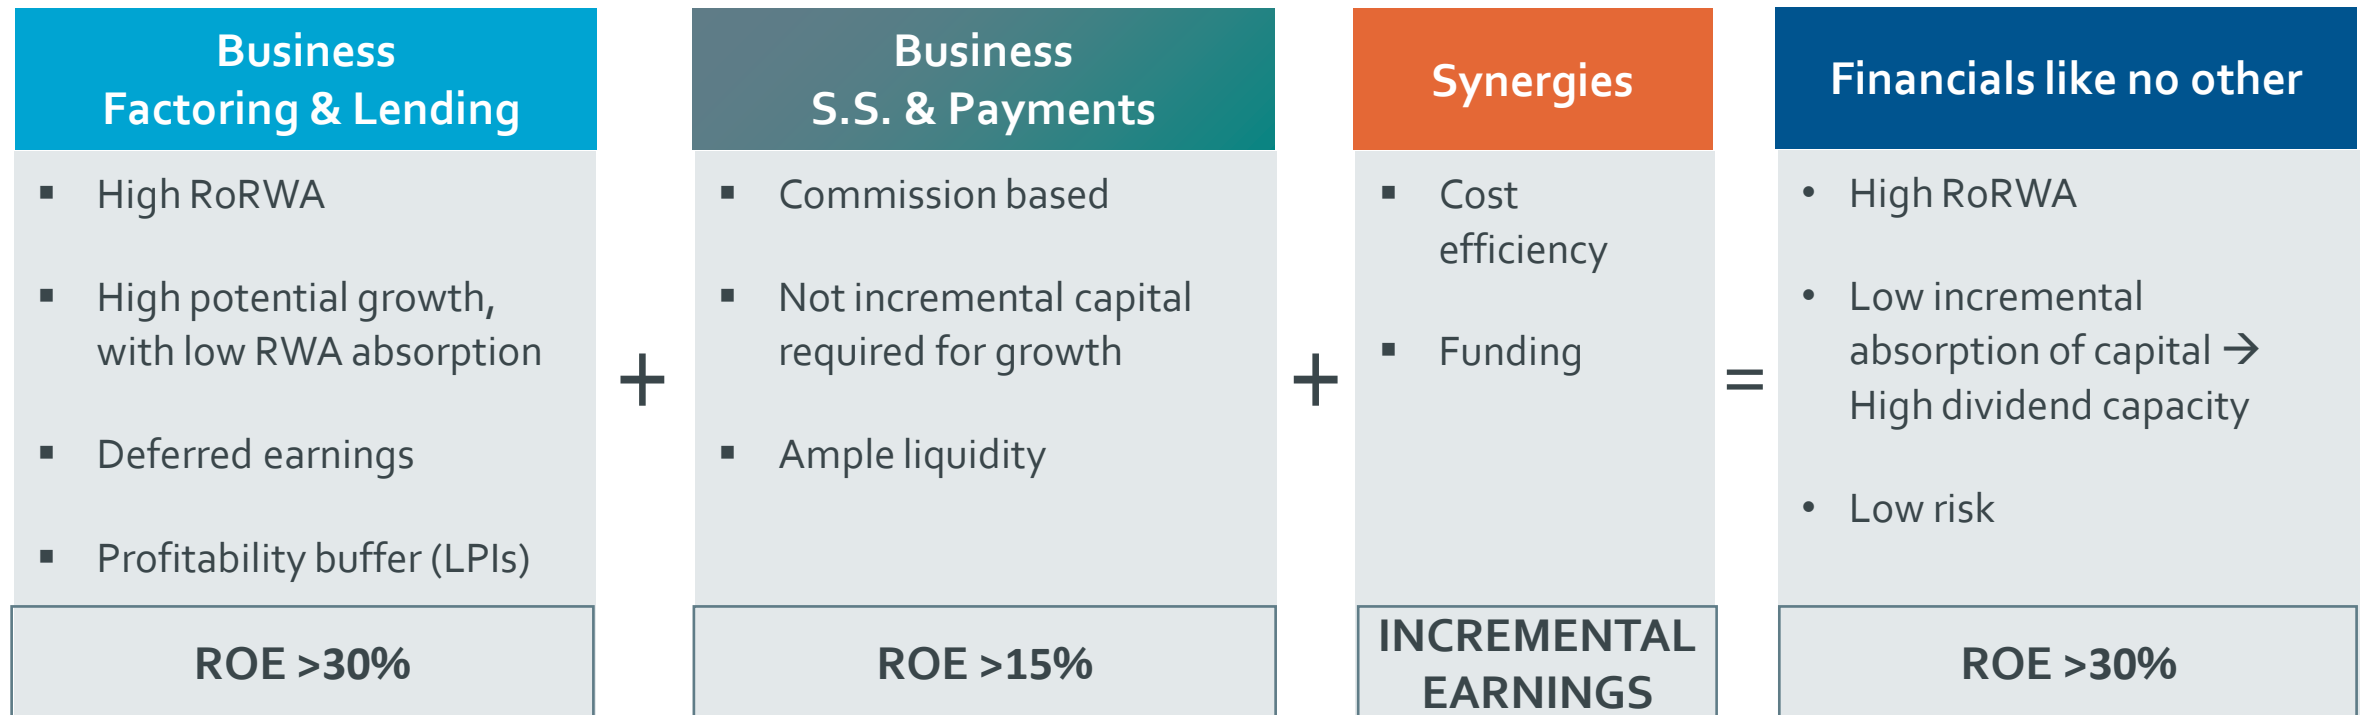 Business
Factoring & Lending
▪ High RoRWA
▪ High potential growth,
with low RWA absorption
▪ Deferred earnings
▪ Profitability buffer (LPIs)
ROE >30%
+
Business
S.S. & Payments
▪ Commission based
▪ Not incremental capital
required for growth
▪ Ample liquidity
ROE >15%
+
Synergies
▪ Cost
efficiency
▪ Funding
INCREMENTAL
EARNINGS
=
Financials like no other
• High RoRWA
• Low incremental
absorption of capital →
High dividend capacity
• Low risk
ROE >30%